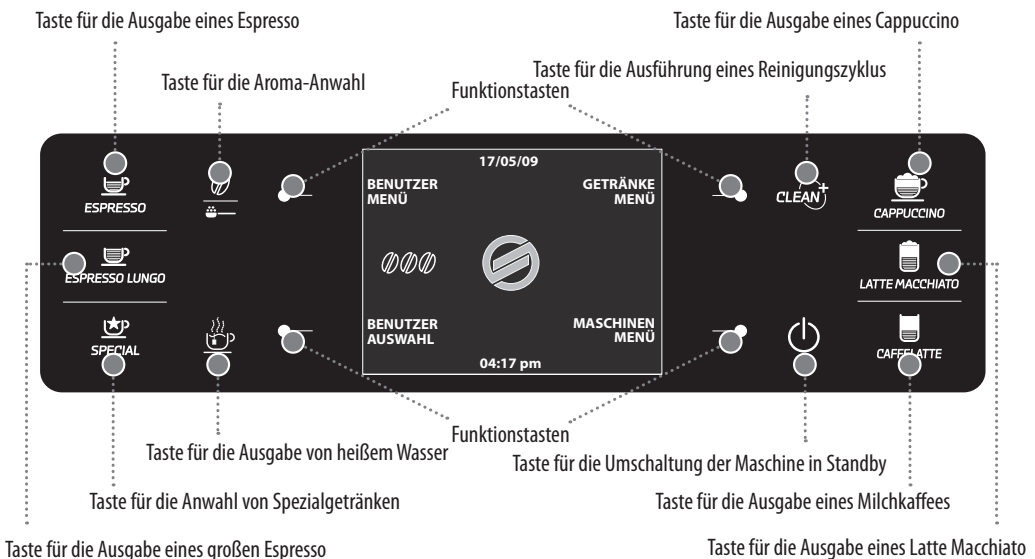 Taste für die Ausgabe eines Espresso
Taste für die Ausgabe eines Cappuccino
Taste für die Aroma-Anwahl
Taste für die Ausführung eines Reinigungszyklus
Funktionstasten
17/05/09
BENUTZER
MENÜ
GETRÄNKE
MENÜ
ESPRESSO
CLEAN+
CAPPUCCINO
ESPRESSO LUNGO
LATTE MACCHIATO
BENUTZER
AUSWAHL
MASCHINEN
MENÜ
SPECIAL
CAFFELATTE
04:17 pm
Funktionstasten
Taste für die Ausgabe von heißem Wasser
Taste für die Umschaltung der Maschine in Standby
Taste für die Anwahl von Spezialgetränken
Taste für die Ausgabe eines Milchkaffees
Taste für die Ausgabe eines großen Espresso
Taste für die Ausgabe eines Latte Macchiato